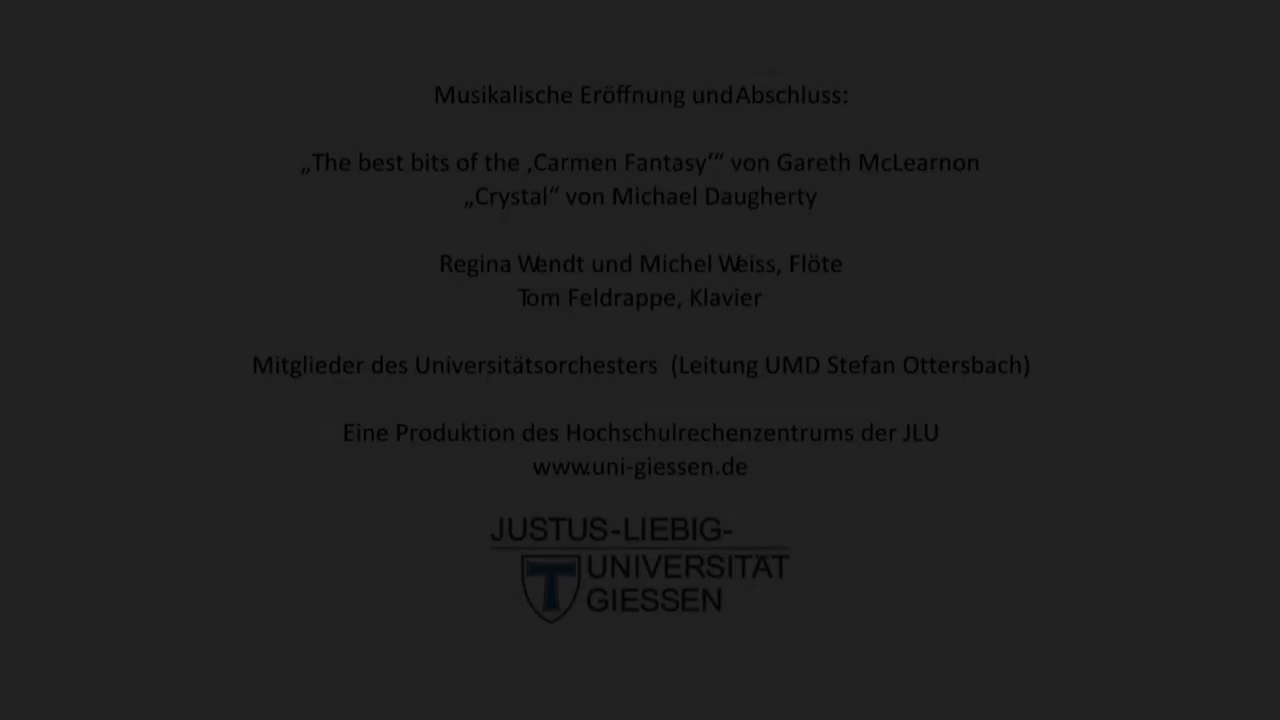 Musikalische Eröffnung und Abschluss:
„The best bits of the ‚Carmen Fantasy‘“ von Gareth McLearnon
„Crystal“ von Michael Daugherty
Regina Wendt und Michel Weiss, Flöte
Tom Feldrappe, Klavier
Mitglieder des Universitätsorchesters (Leitung UMD Stefan Ottersbach)
Eine Produktion des Hochschulrechenzentrums der JLU
www.uni-giessen.de
JUSTUS-LIEBIG-
UNIVERSITÄT
GIESSEN